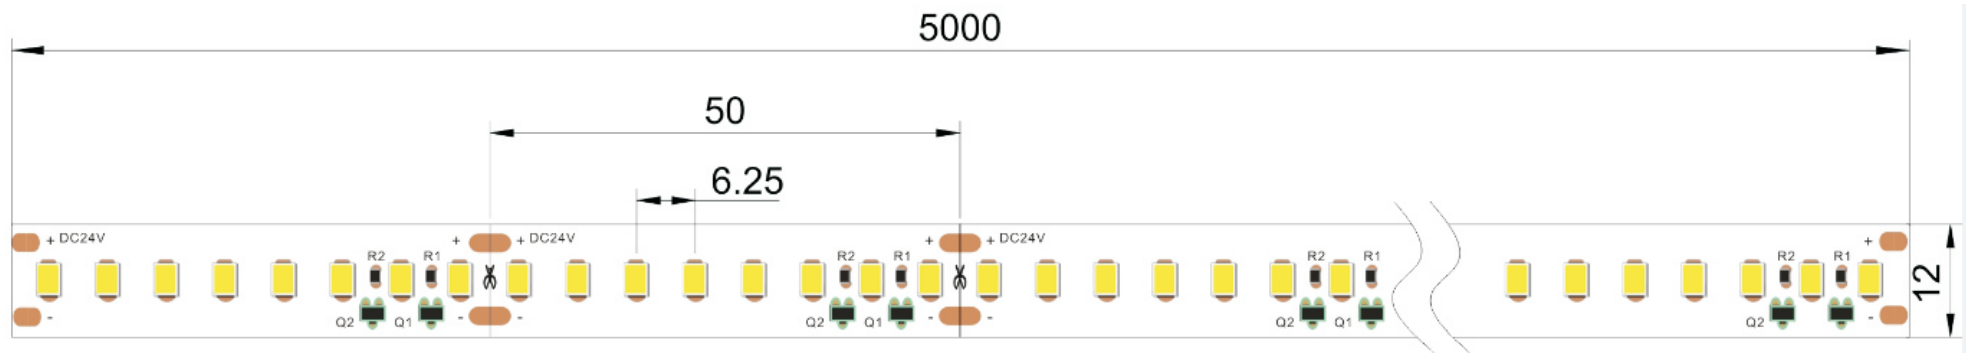 5000
50
6.25
+ DC24V + + DC24V + + DC24V +
R2 R1 R2 R1 R2 R1 R2 R1
12
Q2 Q1 Q2 Q1 Q2 Q1 Q2
- - - - - - -